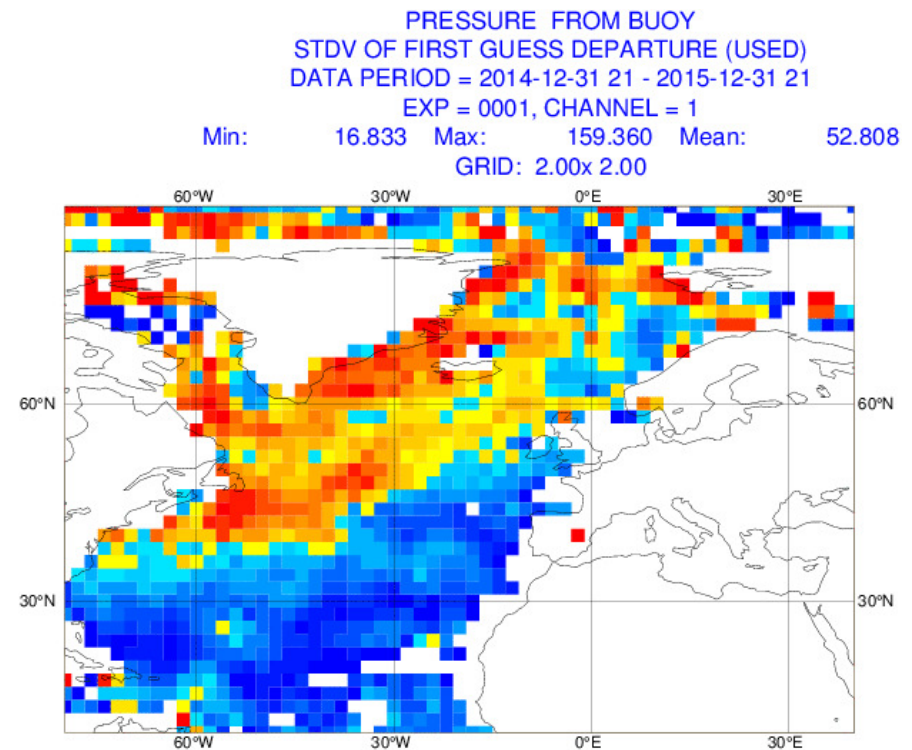 PRESSURE FROM BUOY
STDV OF FIRST GUESS DEPARTURE (USED)
DATA PERIOD = 2014-12-31 21 - 2015-12-31 21
EXP = 0001, CHANNEL = 1
Min: 16.833 Max: 159.360 Mean: 52.808
GRID: 2.00x 2.00
60°W 30°W 0°E 30°E
60°N 60°N
30°N 30°N
60°W 30°W 0°E 30°E